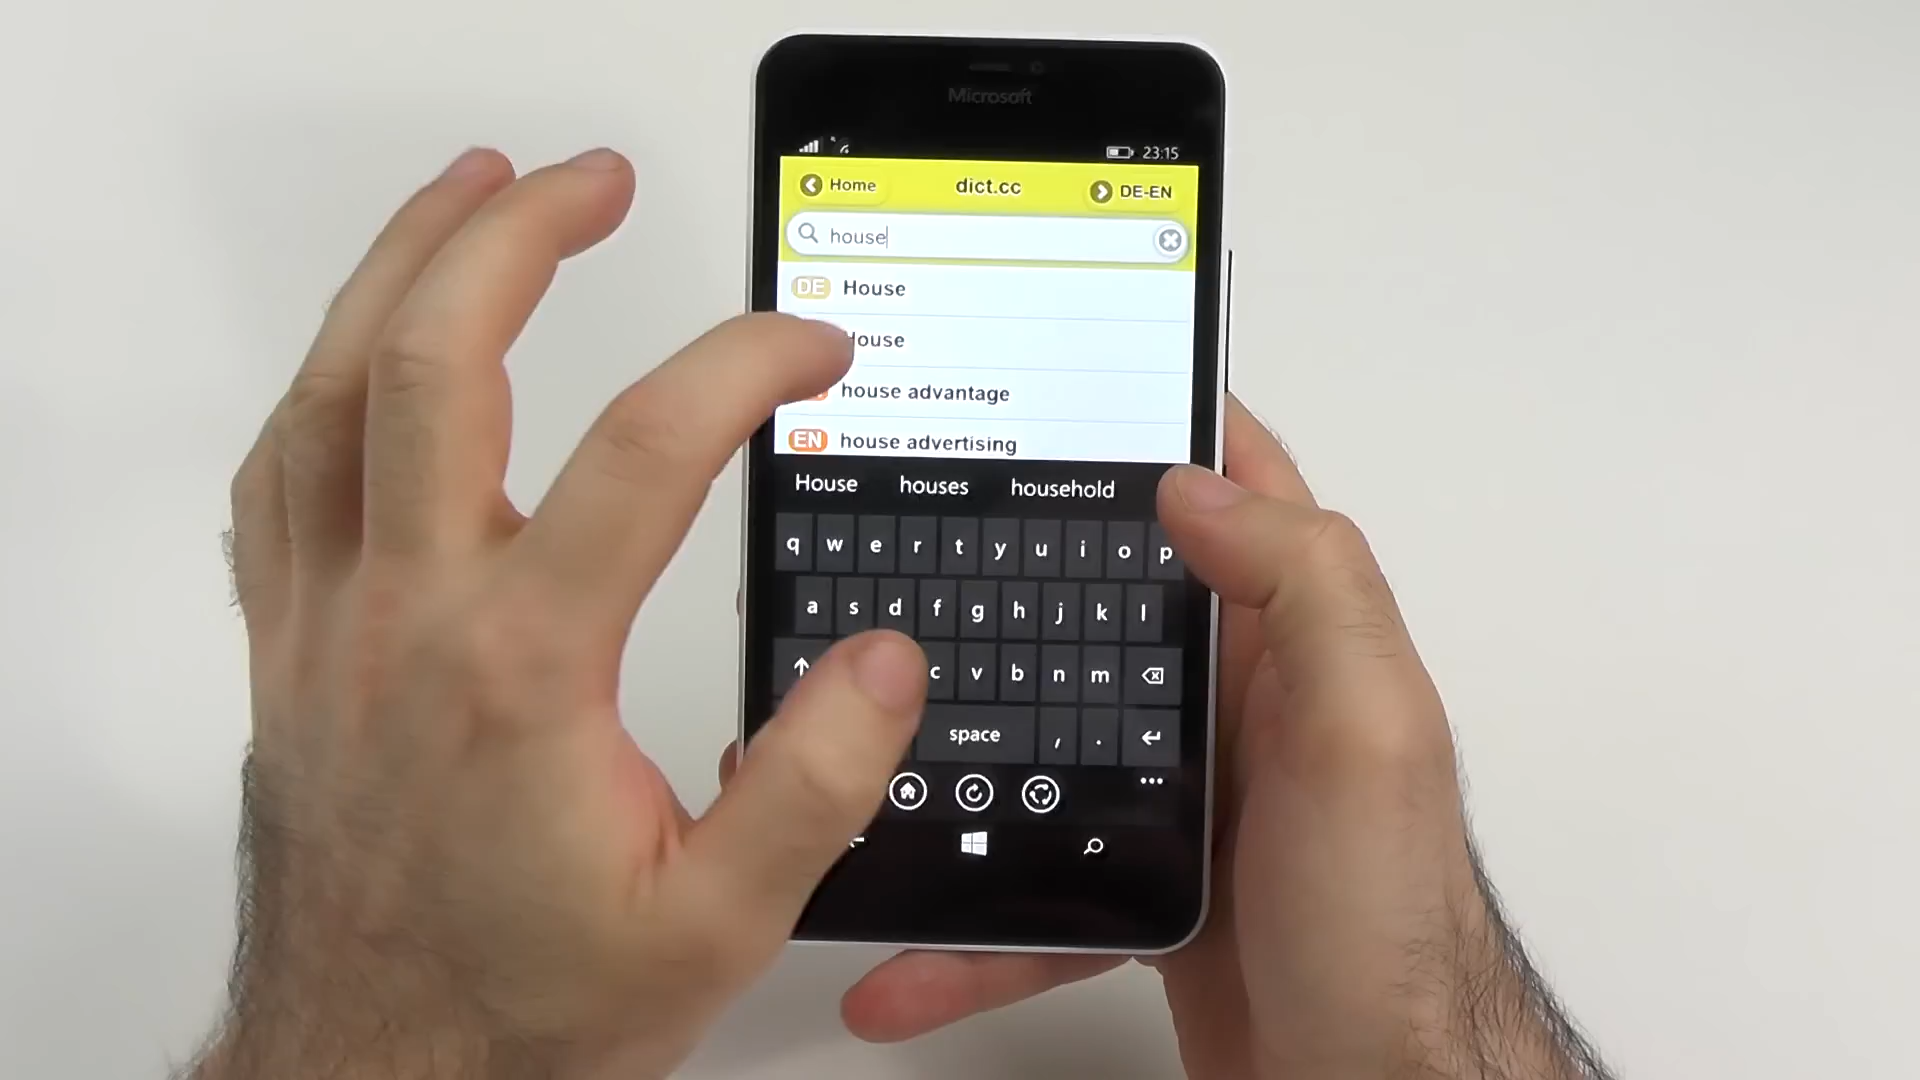 Microsoft
23:15
Home dict.cc DE-EN
house
DE House
House
house advantage
EN house advertising
House houses household
q w e r t y u i o p
a s d f g h j k l
c v b n m
space , .